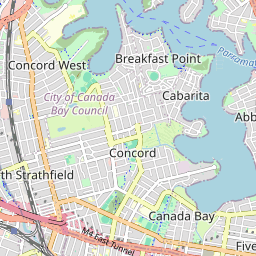 Breakfast Point
Concord West
Parrama
City of Canada
Bay Council
Cabarita
Abb
Concord
th Strathfield
Canada Bay
M4 East Tunnel
Five